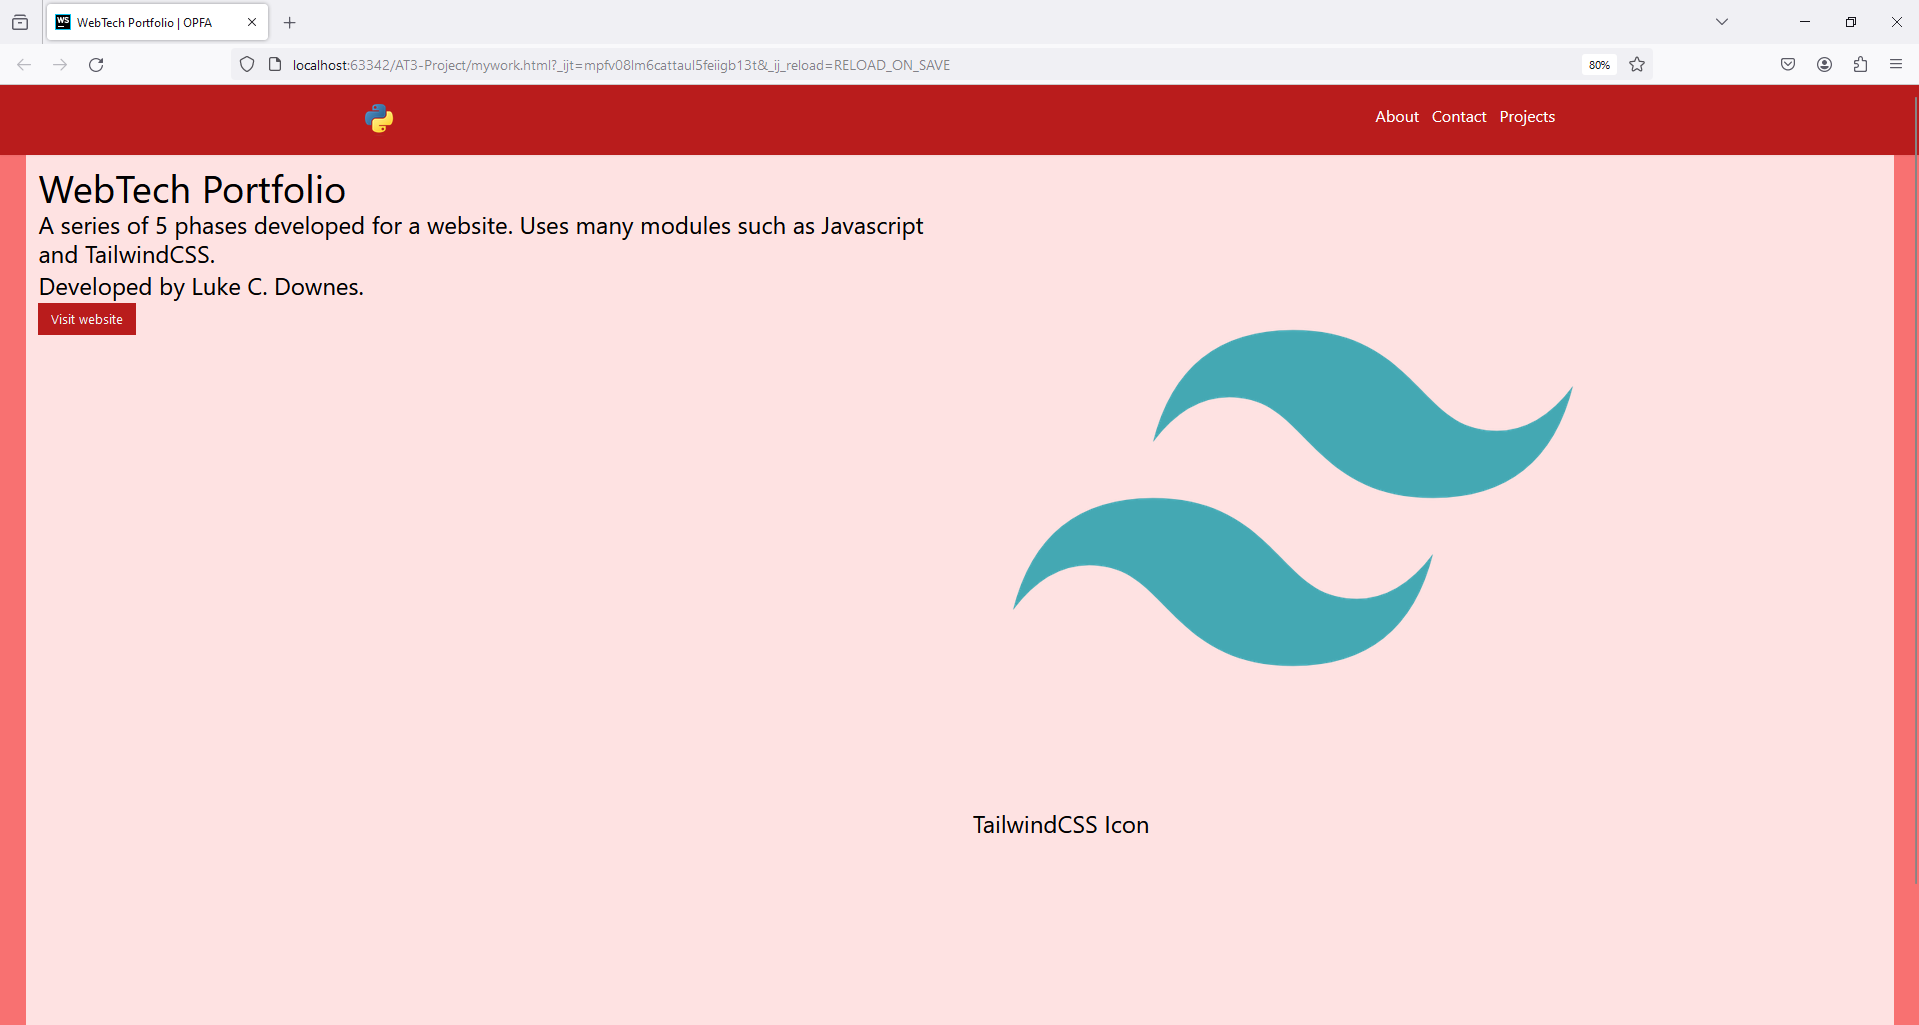 WebTech Portfolio | OPFA
localhost:63342/AT3-Project/mywork.html?_ijt=mpfv08lm6cattaul5feiigb13t&_ij_reload=RELOAD_ON_SAVE
80%
About Contact Projects
WebTech Portfolio
A series of 5 phases developed for a website. Uses many modules such as Javascript
and TailwindCSS.
Developed by Luke C. Downes.
Visit website
TailwindCSS Icon